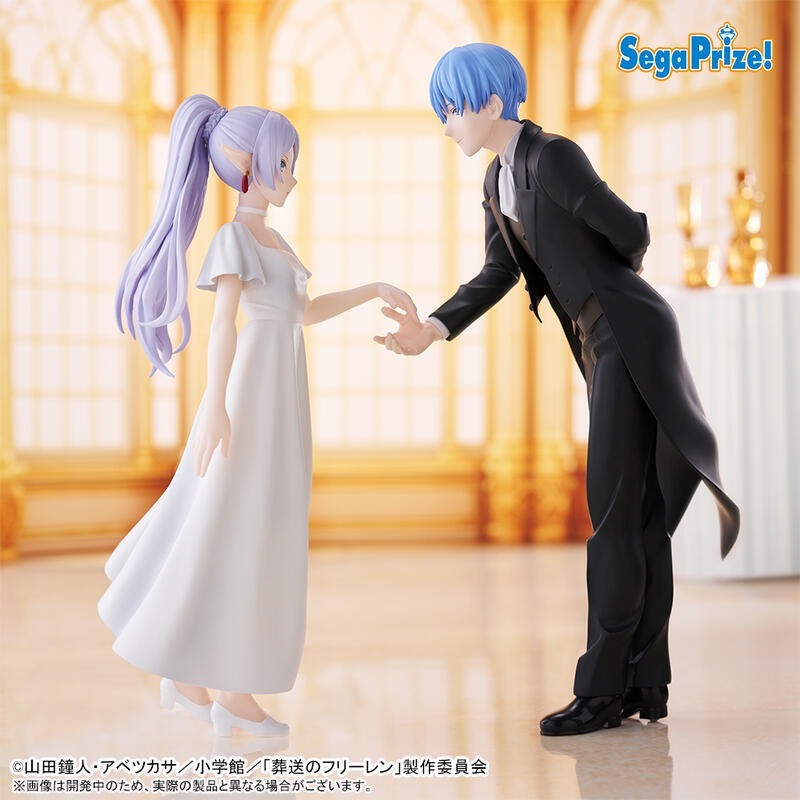 SegaPrize!
©山田鐘人・アベツカサ／小学館／「葬送のフリーレン」製作委員会
※画像は開発中のため、実際の製品と異なる場合がございます。